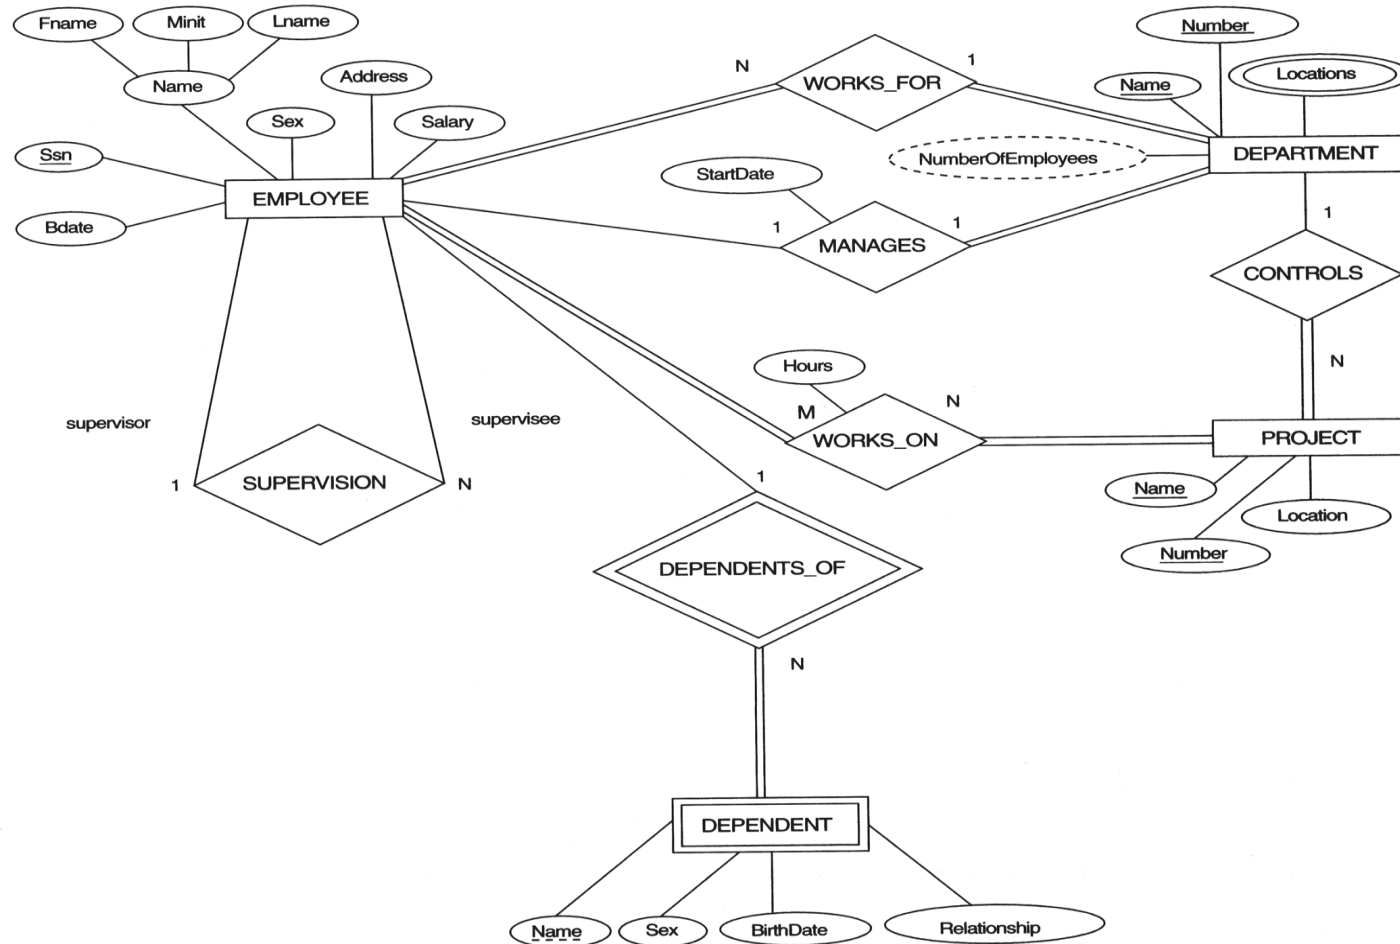 Fname
Minit
Lname
Number
Name
Address
N
1
WORKS_FOR
Name
Locations
Sex
Salary
Ssn
NumberOfEmployees
DEPARTMENT
StartDate
EMPLOYEE
Bdate
1
MANAGES
1
1
CONTROLS
Hours
N
supervisor
supervisee
M
N
WORKS_ON
PROJECT
1
SUPERVISION
N
1
Name
Location
Number
DEPENDENTS_OF
N
DEPENDENT
Name
Sex
BirthDate
Relationship